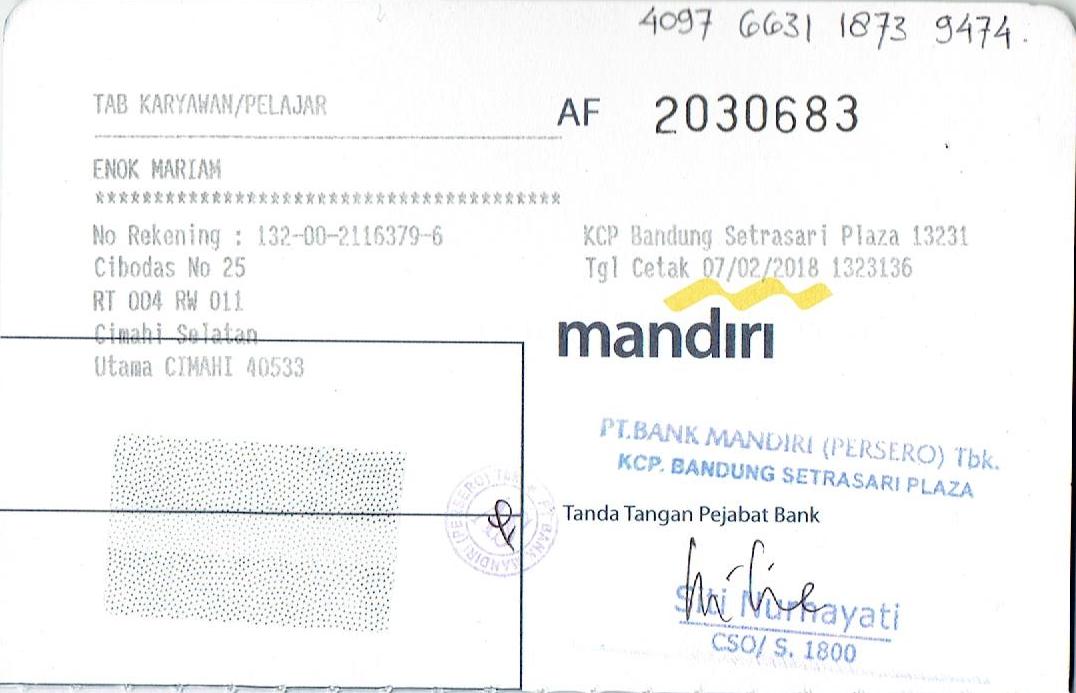 4097 6631 1873 9474.
TAB KARYAWAN/PELAJAR
AF 2030683
ENOK MARIAM
***************************************
No Rekening : 132-00-2116379-6
Cibodas No 25
RT 004 RW 011
Cimahi Selatan
Utama CIMAHI 40533
KCP Bandung Setrasari Plaza 13231
Tgl Cetak 07/02/2018 1323136
mandiri
PT.BANK MANDIRI (PERSERO) Tbk.
KCP. BANDUNG SETRASARI PLAZA
Tanda Tangan Pejabat Bank
Siti Nurhayati
CSO/ S. 1800